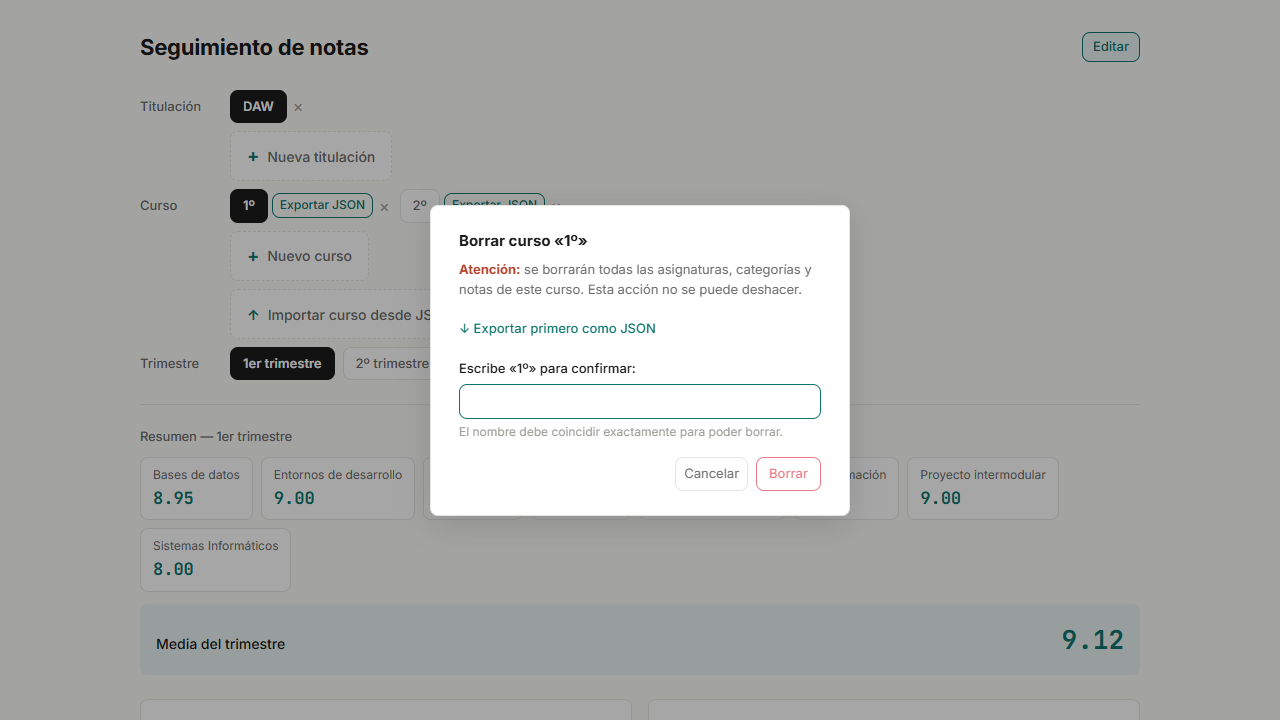 Seguimiento de notas
Editar
Titulación
DAW ×
+ Nueva titulación
Curso
1º Exportar JSON × 2º Exportar JSON
+ Nuevo curso
↑ Importar curso desde
Trimestre
1er trimestre 2º trimestre
Borrar curso «1º»
Atención: se borrarán todas las asignaturas, categorías y
notas de este curso. Esta acción no se puede deshacer.
↓ Exportar primero como JSON
Escribe «1º» para confirmar:
El nombre debe coincidir exactamente para poder borrar.
Cancelar Borrar
Resumen — 1er trimestre
Bases de datos
8.95
Entornos de desarrollo
9.00
Proyecto intermodular
9.00
Sistemas Informáticos
8.00
Media del trimestre
9.12